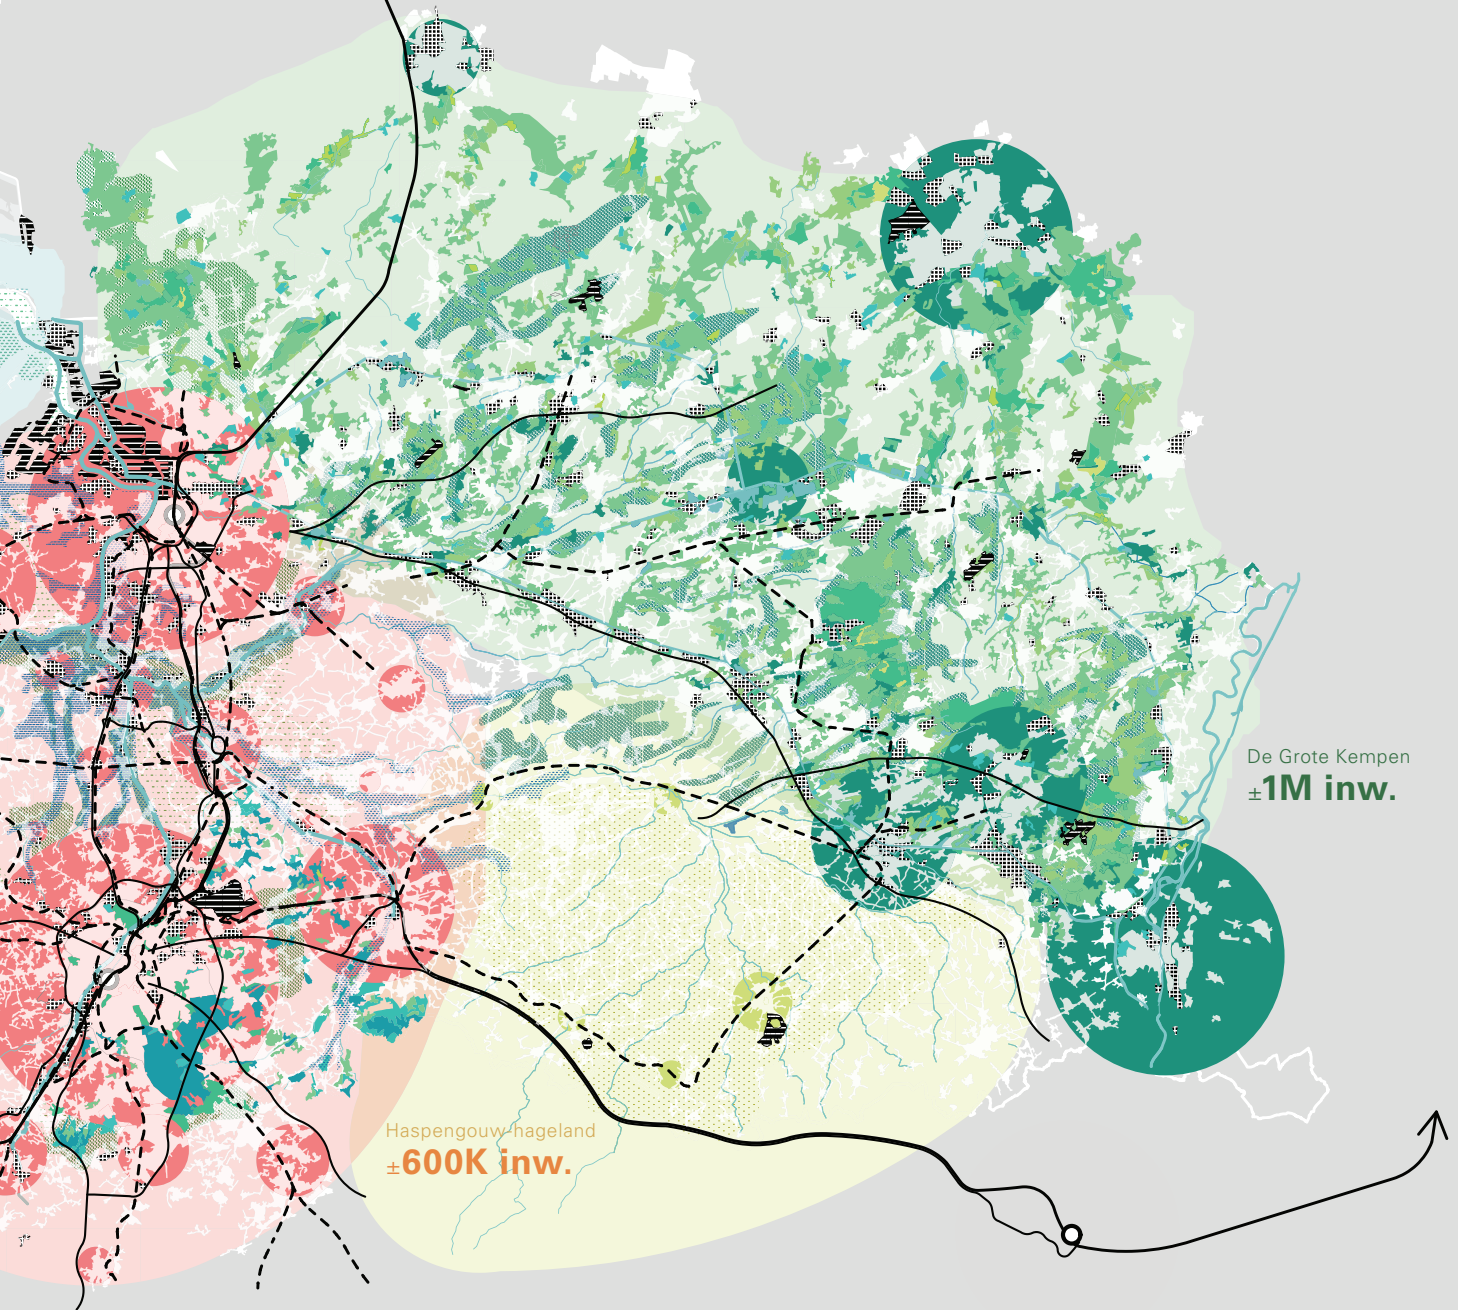 De Grote Kempen
±1M inw.
Haspengouw-hageland
±600K inw.